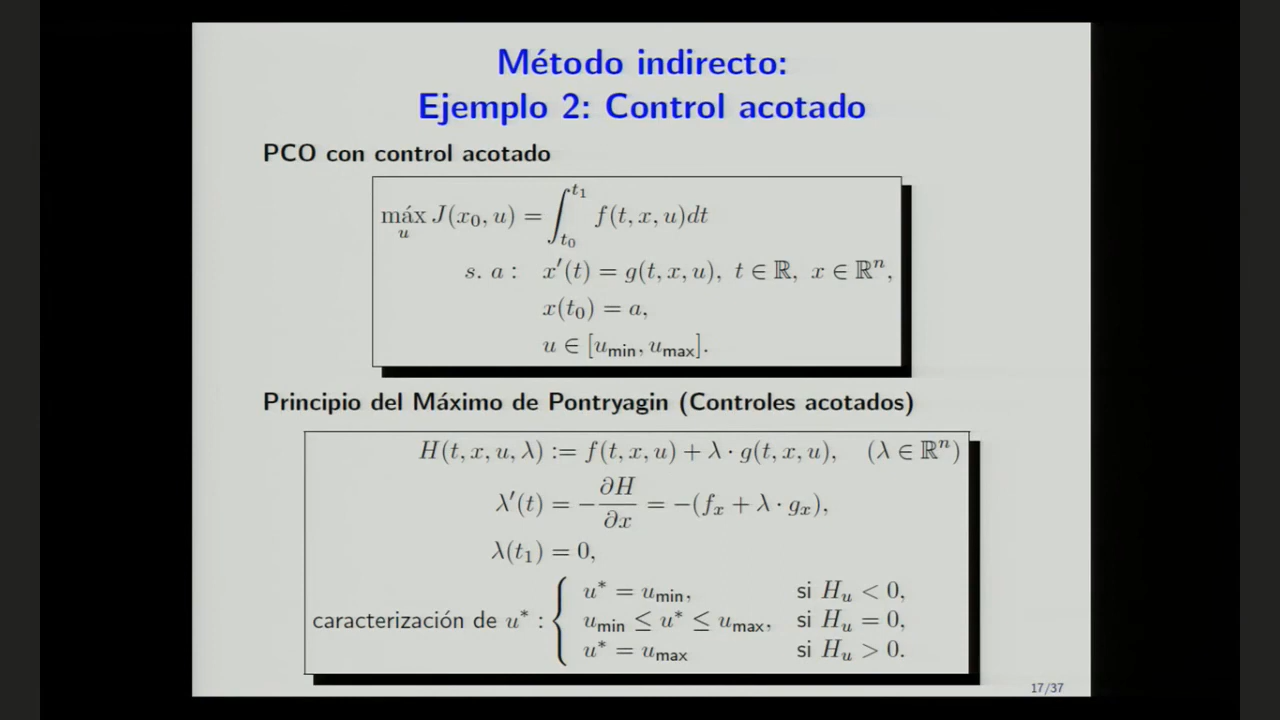 Método indirecto:
Ejemplo 2: Control acotado
PCO con control acotado
máx J(x₀, u) = ∫_{t₀}^{t₁} f(t, x, u)dt
u
s. a : x′(t) = g(t, x, u), t ∈ ℝ, x ∈ ℝⁿ,
x(t₀) = a,
u ∈ [u_min, u_max].
Principio del Máximo de Pontryagin (Controles acotados)
H(t, x, u, λ) := f(t, x, u) + λ · g(t, x, u), (λ ∈ ℝⁿ)
λ′(t) = −∂H/∂x = −(fₓ + λ · gₓ),
λ(t₁) = 0,
caracterización de u* : { u* = u_min, si H_u < 0,
u_min ≤ u* ≤ u_max, si H_u = 0,
u* = u_max si H_u > 0.
17/37